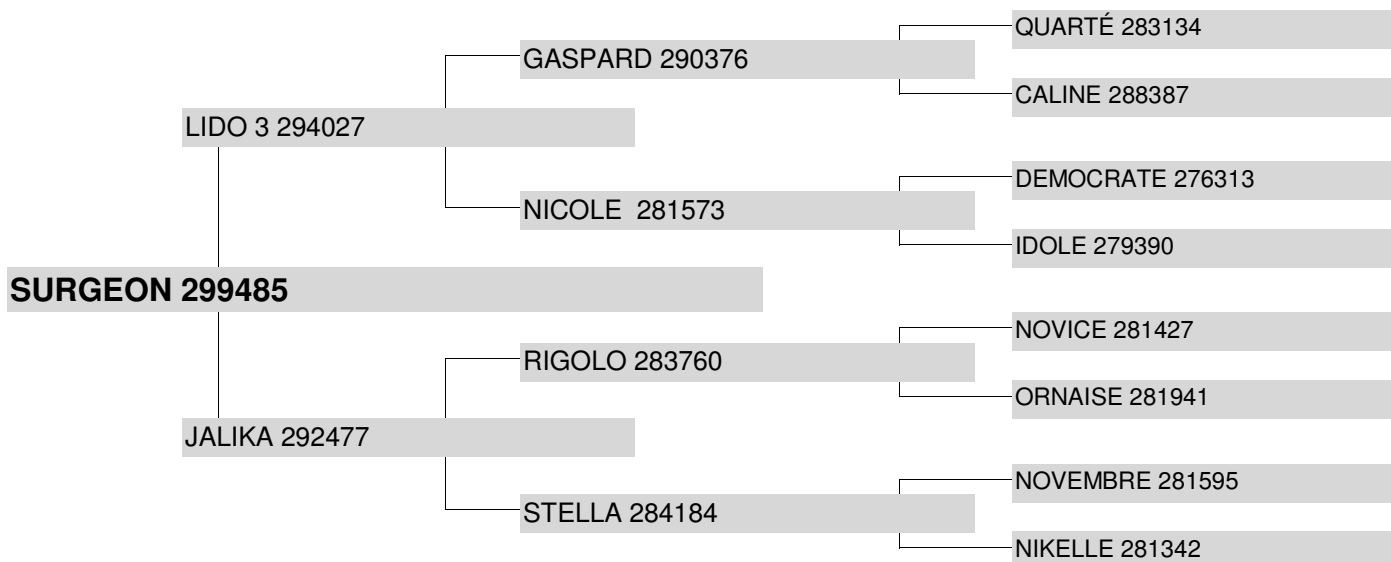 QUARTÉ 283134
GASPARD 290376
CALINE 288387
LIDO 3 294027
DEMOCRATE 276313
NICOLE  281573
IDOLE 279390
SURGEON 299485
NOVICE 281427
RIGOLO 283760
ORNAISE 281941
JALIKA 292477
NOVEMBRE 281595
STELLA 284184
NIKELLE 281342